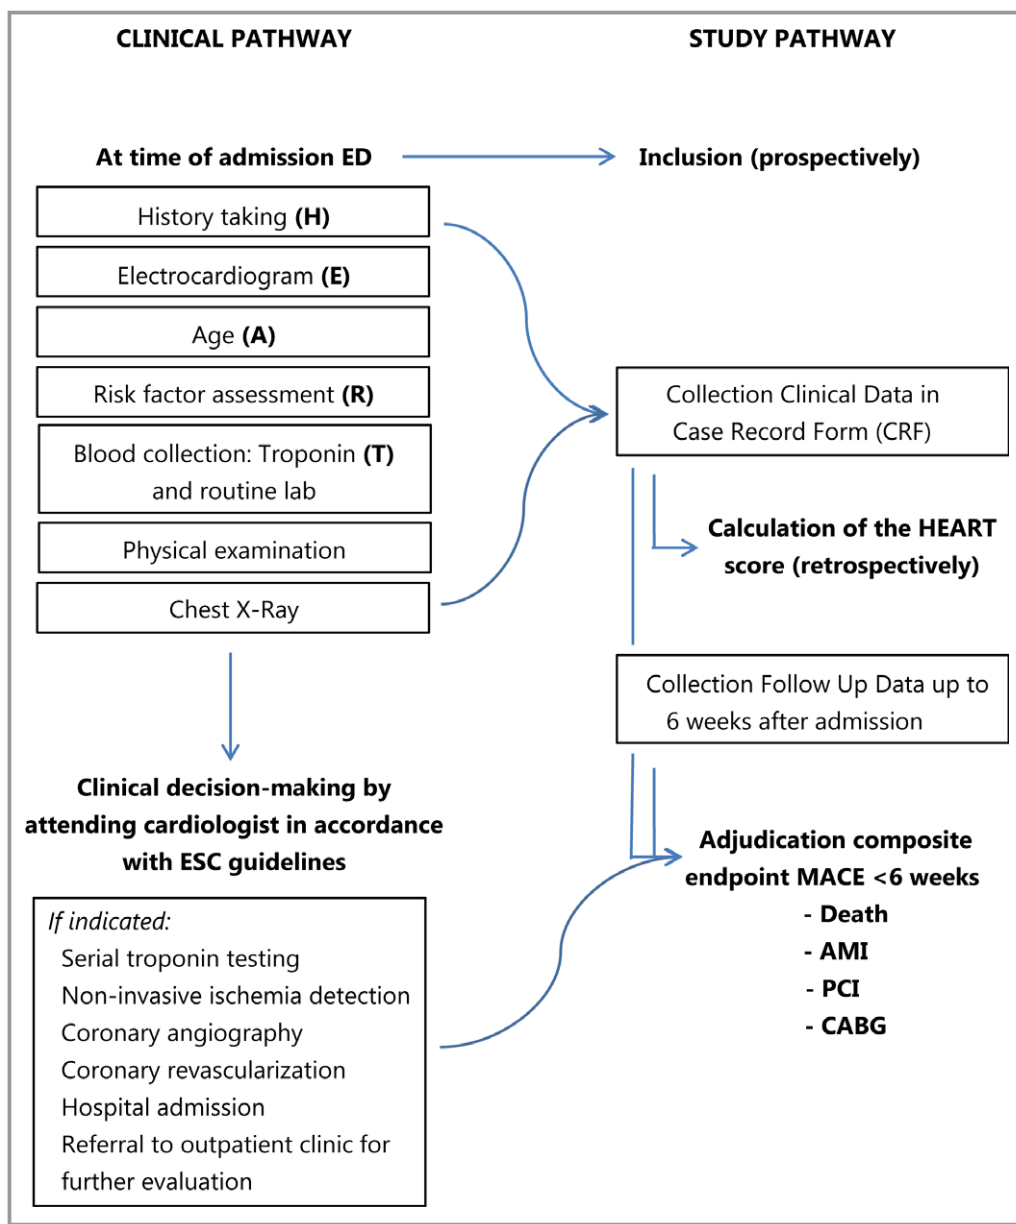 CLINICAL PATHWAY
STUDY PATHWAY
At time of admission ED
Inclusion (prospectively)
History taking (H)
Electrocardiogram (E)
Age (A)
Risk factor assessment (R)
Blood collection: Troponin (T)
and routine lab
Physical examination
Chest X-Ray
Collection Clinical Data in
Case Record Form (CRF)
Calculation of the HEART
score (retrospectively)
Collection Follow Up Data up to
6 weeks after admission
Clinical decision-making by
attending cardiologist in accordance
with ESC guidelines
If indicated:
Serial troponin testing
Non-invasive ischemia detection
Coronary angiography
Coronary revascularization
Hospital admission
Referral to outpatient clinic for
further evaluation
Adjudication composite
endpoint MACE <6 weeks
- Death
- AMI
- PCI
- CABG